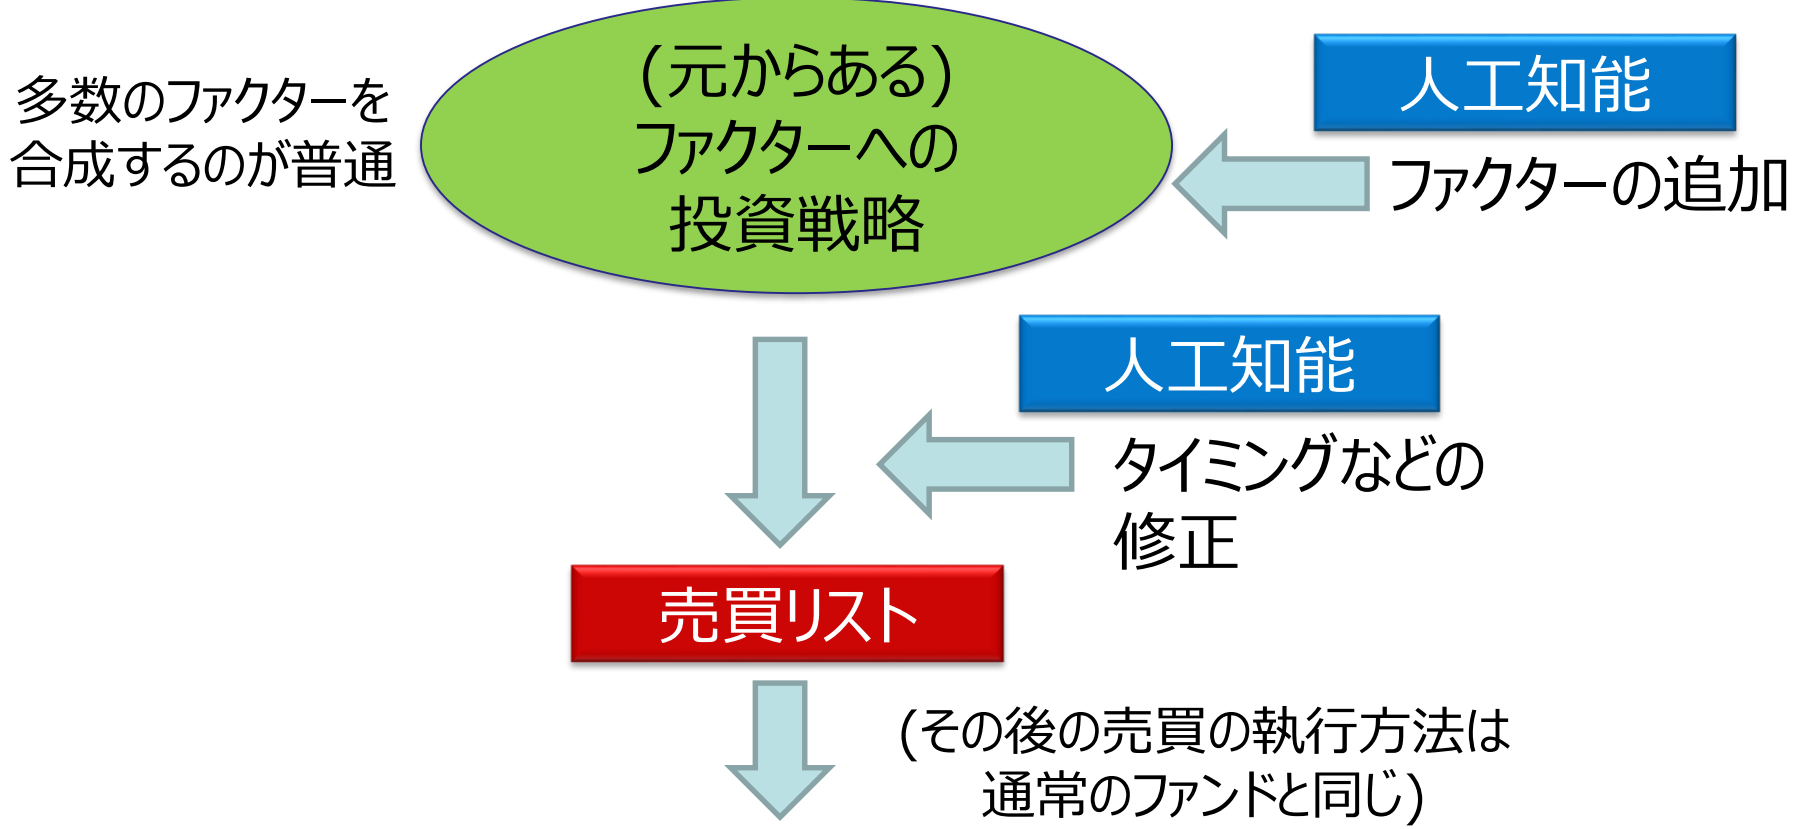 多数のファクターを
合成するのが普通
(元からある)
ファクターへの
投資戦略
人工知能
ファクターの追加
人工知能
タイミングなどの
修正
売買リスト
(その後の売買の執行方法は
通常のファンドと同じ)